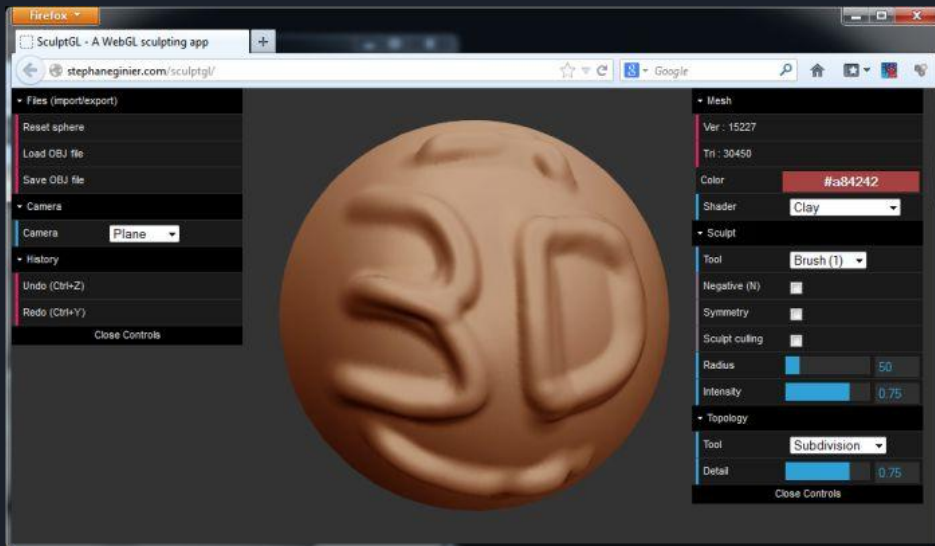 Firefox
SculptGL - A WebGL sculpting app
stephaneginier.com/sculptgl/
Google
Files (import/export)
Reset sphere
Load OBJ file
Save OBJ file
Camera
Camera Plane
History
Undo (Ctrl+Z)
Redo (Ctrl+Y)
Close Controls
3D
Mesh
Ver : 15227
Tri : 30450
Color #a84242
Shader Clay
Sculpt
Tool Brush (1)
Negative (N)
Symmetry
Sculpt culling
Radius 50
Intensity 0.75
Topology
Tool Subdivision
Detail 0.75
Close Controls